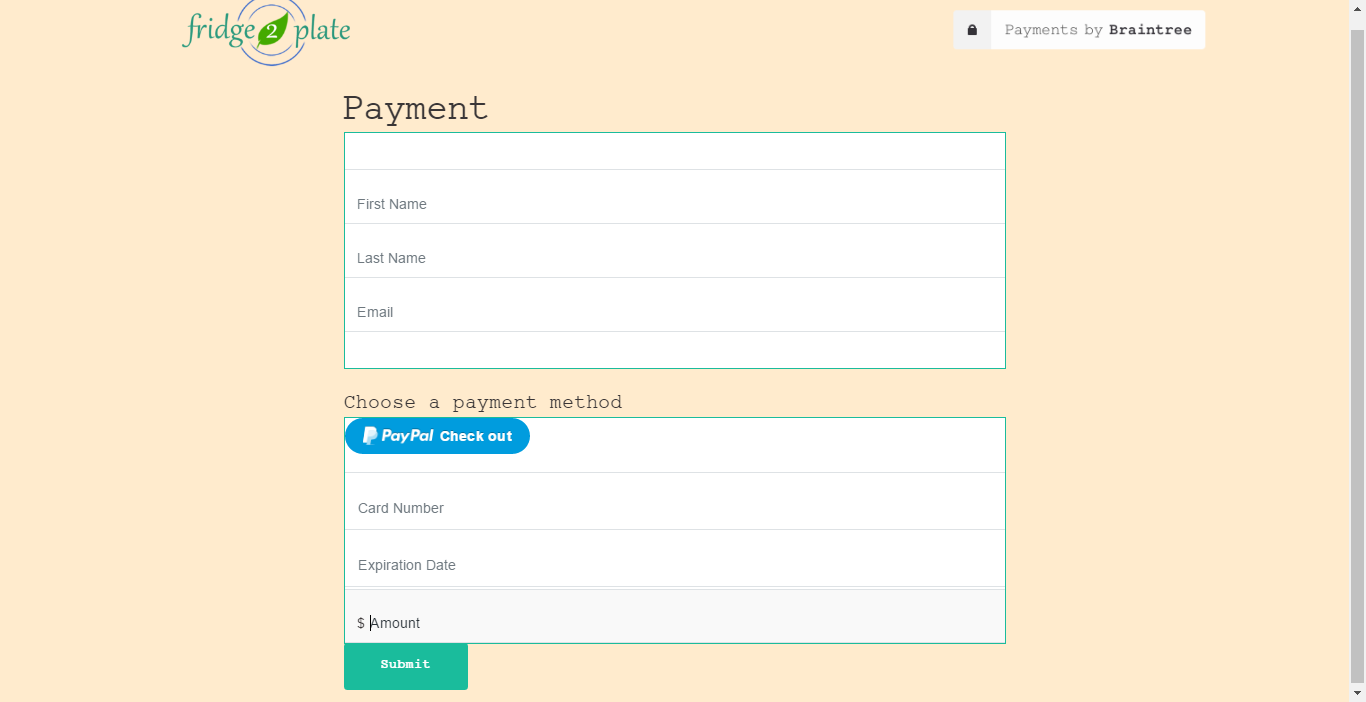 fridge 2 plate
Payments by Braintree
Payment
First Name
Last Name
Email
Choose a payment method
PayPal Check out
Card Number
Expiration Date
$ Amount
Submit